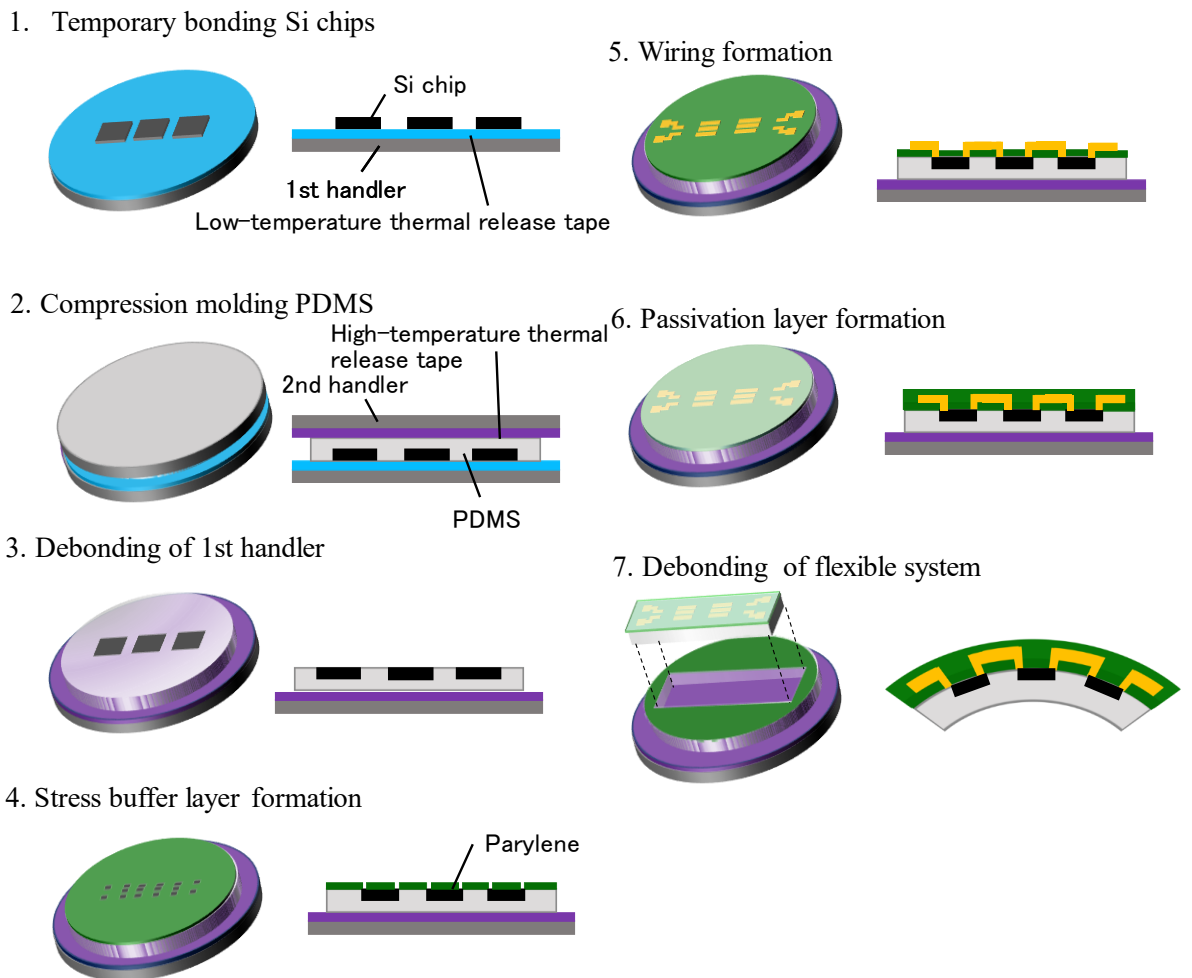 1. Temporary bonding Si chips
Si chip
1st handler
Low-temperature thermal release tape
2. Compression molding PDMS
High-temperature thermal
release tape
2nd handler
PDMS
3. Debonding of 1st handler
4. Stress buffer layer formation
Parylene
5. Wiring formation
6. Passivation layer formation
7. Debonding of flexible system